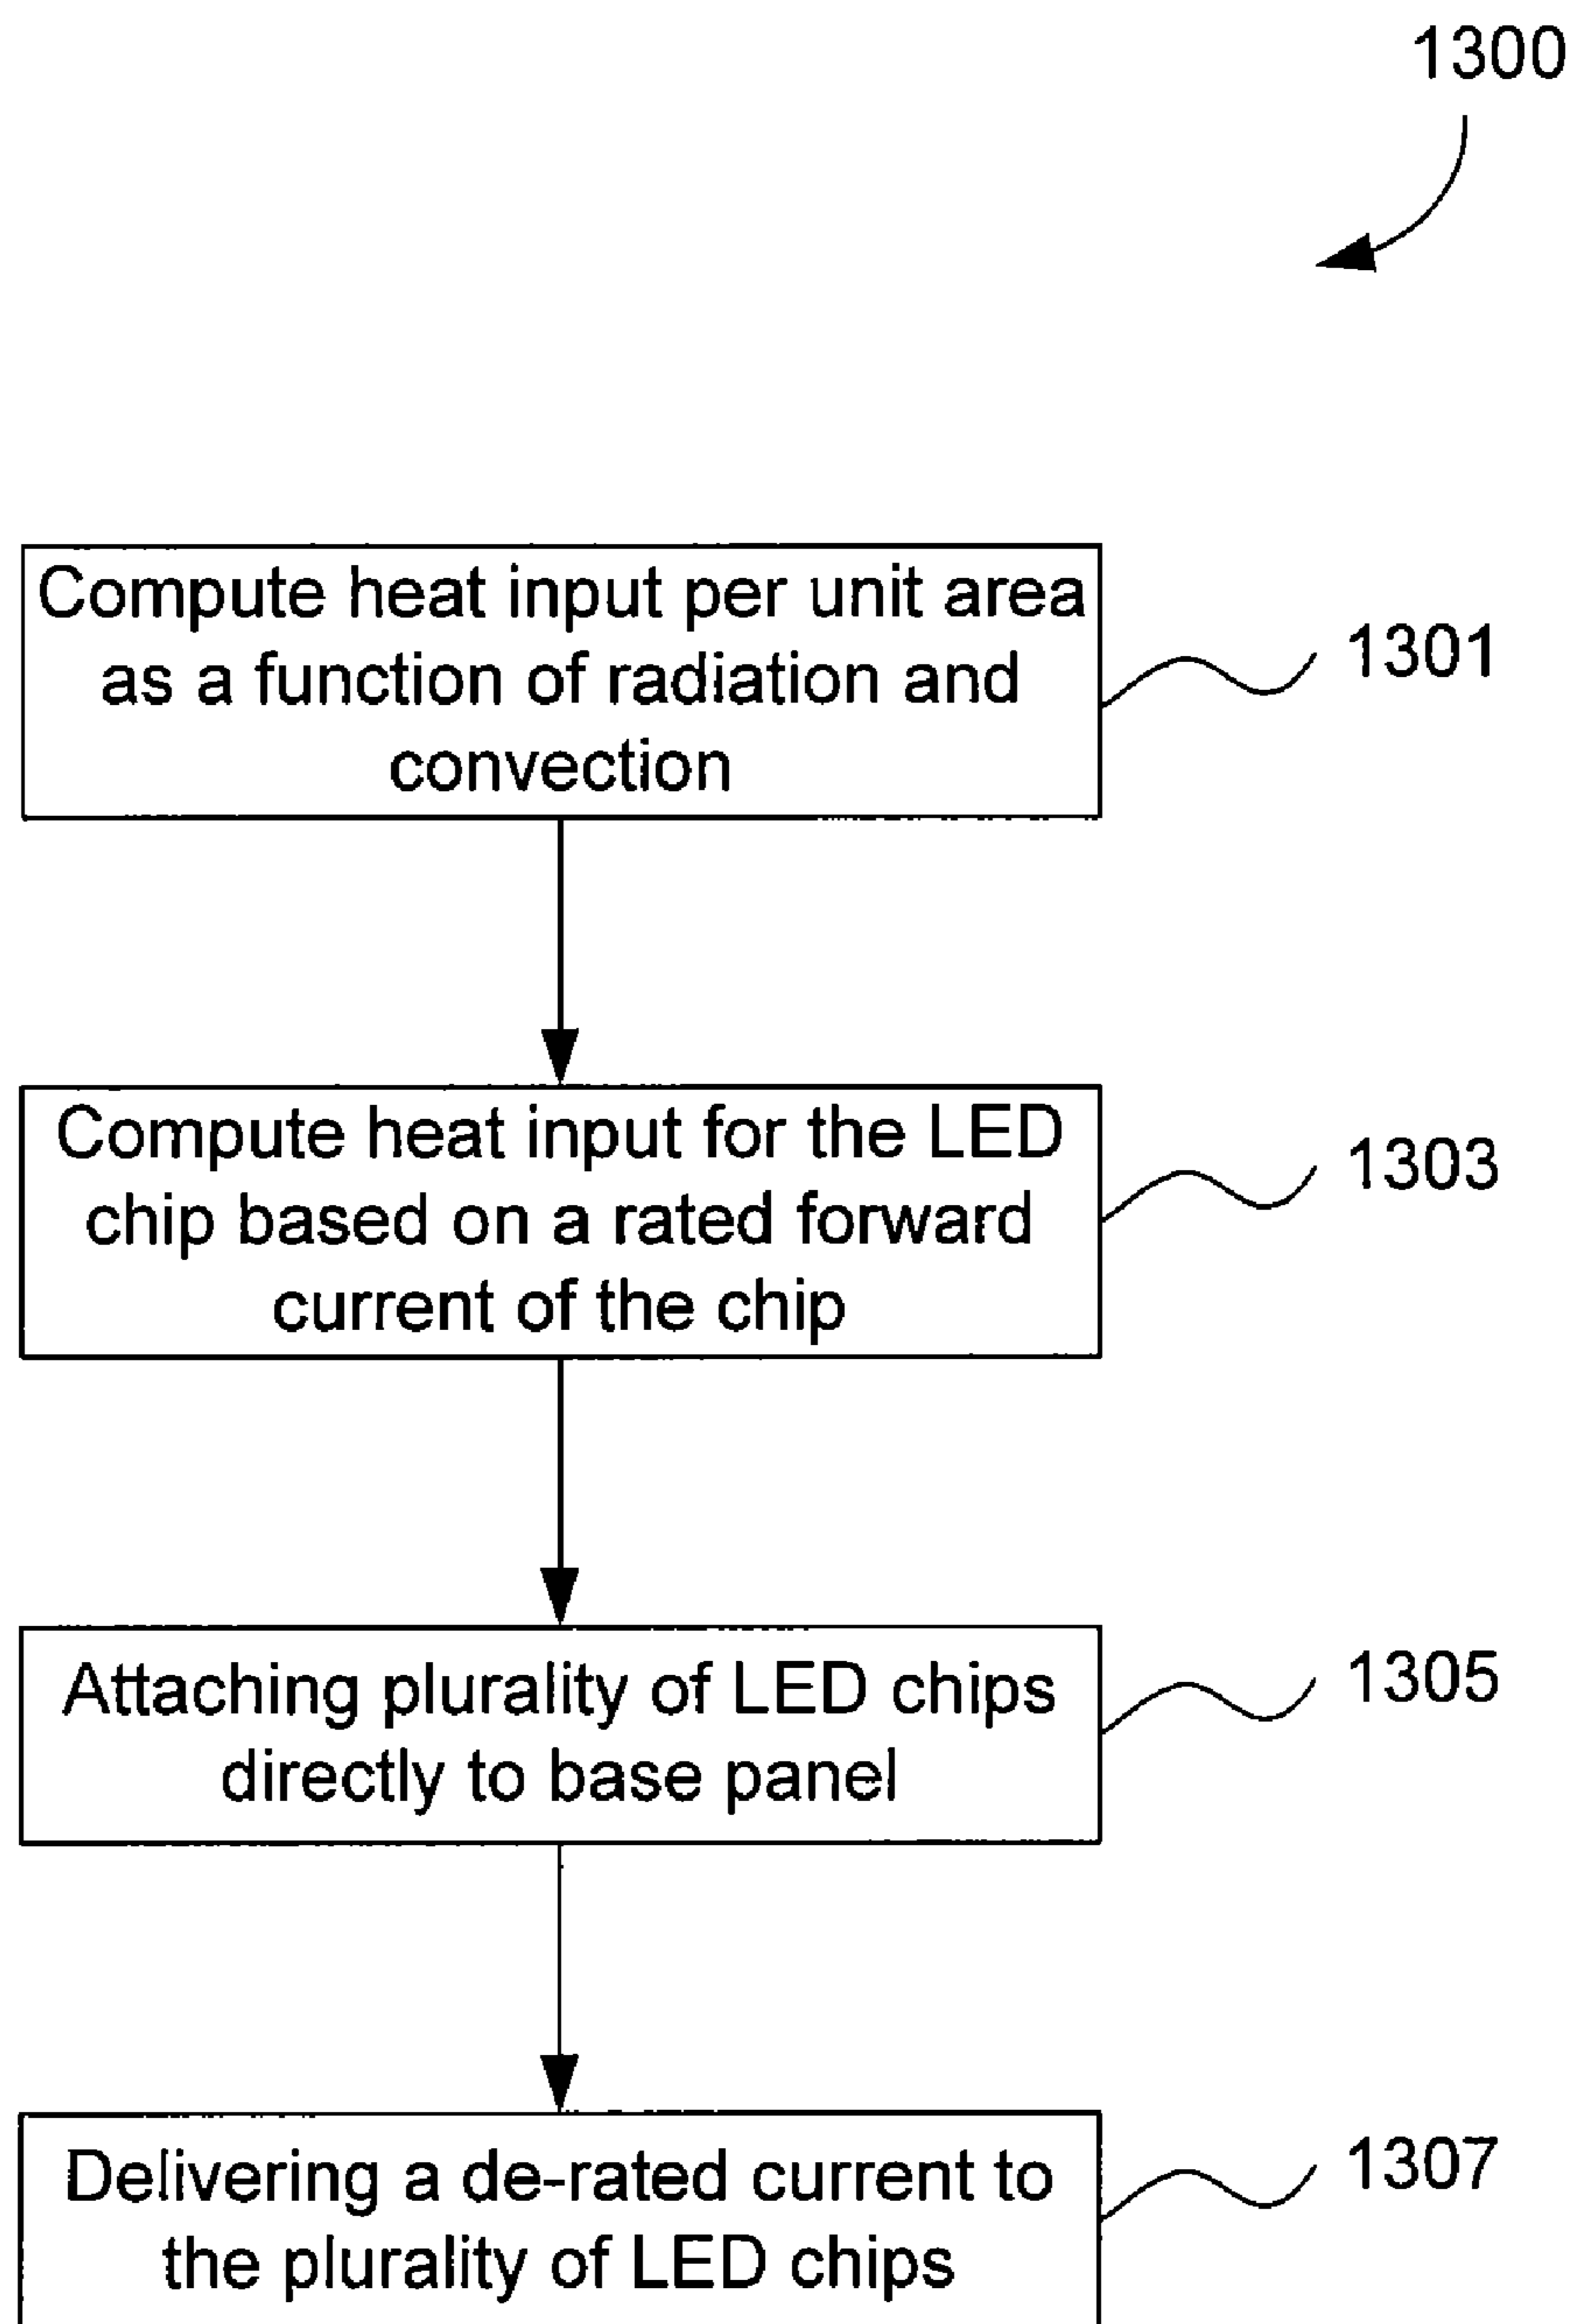 1300
Compute heat input per unit area
as a function of radiation and
convection
1301
Compute heat input for the LED
chip based on a rated forward
current of the chip
1303
Attaching plurality of LED chips
directly to base panel
1305
Delivering a de-rated current to
the plurality of LED chips
1307